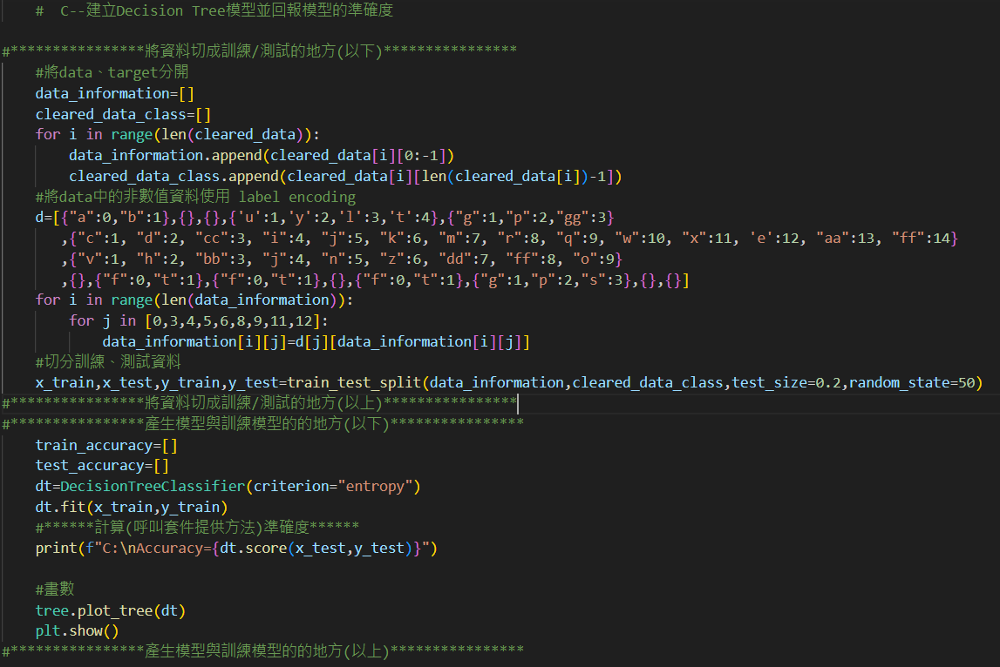 #  C--建立Decision Tree模型並回報模型的準確度
#****************將資料切成訓練/測試的地方(以下)****************
#將data、target分開
data_information=[]
cleared_data_class=[]
for i in range(len(cleared_data)):
data_information.append(cleared_data[i][0:-1])
cleared_data_class.append(cleared_data[i][len(cleared_data[i])-1])
#將data中的非數值資料使用 label encoding
d=[{"a":0,"b":1},{},{},{'u':1,'y':2,'l':3,'t':4},{"g":1,"p":2,"gg":3}
,{"c":1, "d":2, "cc":3, "i":4, "j":5, "k":6, "m":7, "r":8, "q":9, "w":10, "x":11, 'e':12, "aa":13, "ff":14}
,{"v":1, "h":2, "bb":3, "j":4, "n":5, "z":6, "dd":7, "ff":8, "o":9}
,{},{"f":0,"t":1},{"f":0,"t":1},{},{"f":0,"t":1},{"g":1,"p":2,"s":3},{},{}]
for i in range(len(data_information)):
for j in [0,3,4,5,6,8,9,11,12]:
data_information[i][j]=d[j][data_information[i][j]]
#切分訓練、測試資料
x_train,x_test,y_train,y_test=train_test_split(data_information,cleared_data_class,test_size=0.2,random_state=50)
#****************將資料切成訓練/測試的地方(以上)****************
#****************產生模型與訓練模型的的地方(以下)****************
train_accuracy=[]
test_accuracy=[]
dt=DecisionTreeClassifier(criterion="entropy")
dt.fit(x_train,y_train)
#******計算(呼叫套件提供方法)準確度******
print(f"C:\nAccuracy={dt.score(x_test,y_test)}")
#畫數
tree.plot_tree(dt)
plt.show()
#****************產生模型與訓練模型的的地方(以上)****************